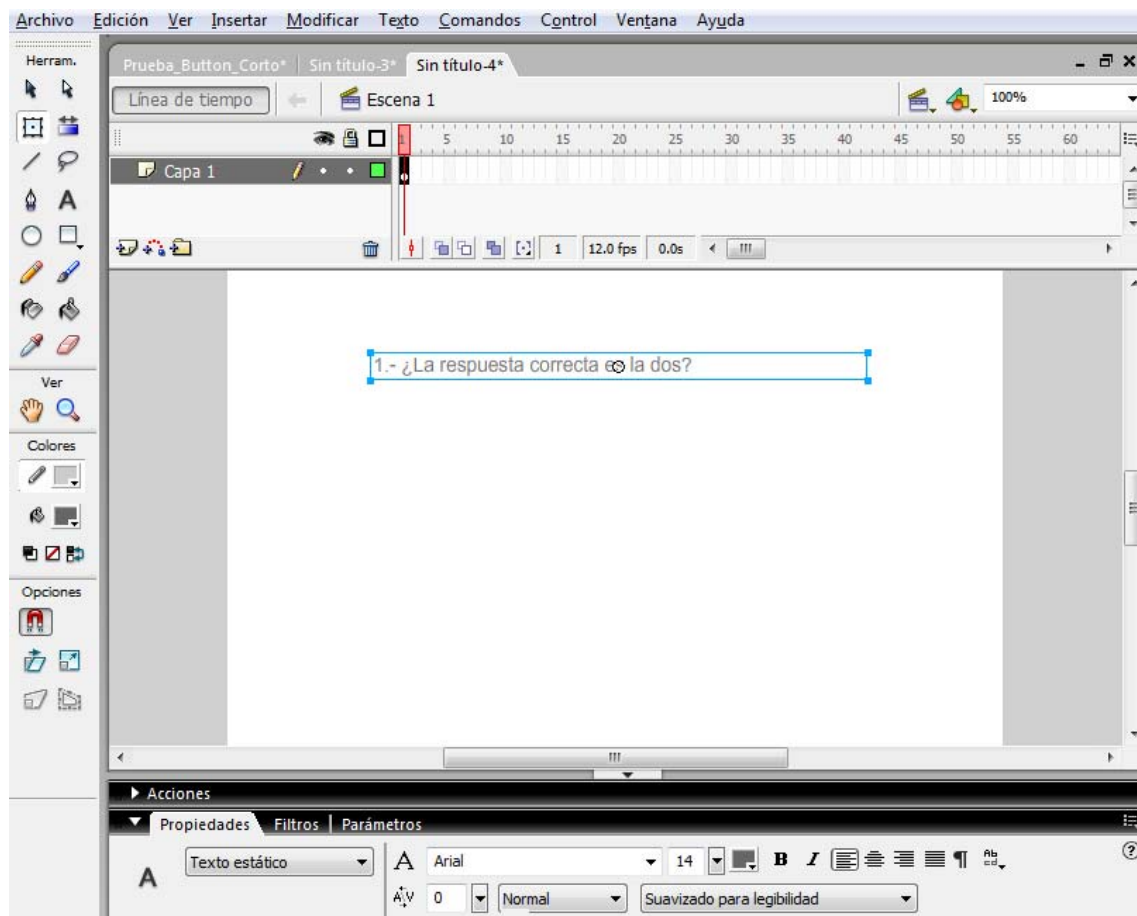 Archivo Edición Ver Insertar Modificar Texto Comandos Control Ventana Ayuda
Herram.
Prueba_Button_Corto* Sin título-3* Sin título-4*
Línea de tiempo Escena 1 100%
1 5 10 15 20 25 30 35 40 45 50 55 60
Capa 1
1 12.0 fps 0.0s
1.- ¿La respuesta correcta es la dos?
Ver
Colores
Opciones
Acciones
Propiedades Filtros Parámetros
A Texto estático A Arial 14 B I
0 Normal Suavizado para legibilidad